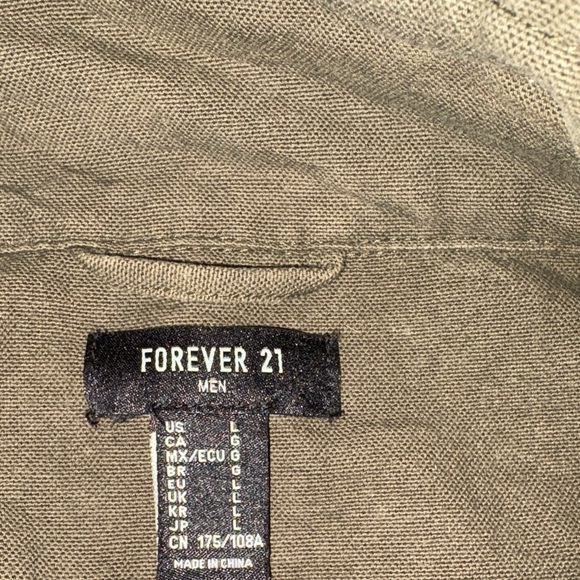 FOREVER 21
MEN
US L
CA G
MX/ECU G
BR G
EU L
UK L
KR L
JP L
CN 175/108A
MADE IN CHINA